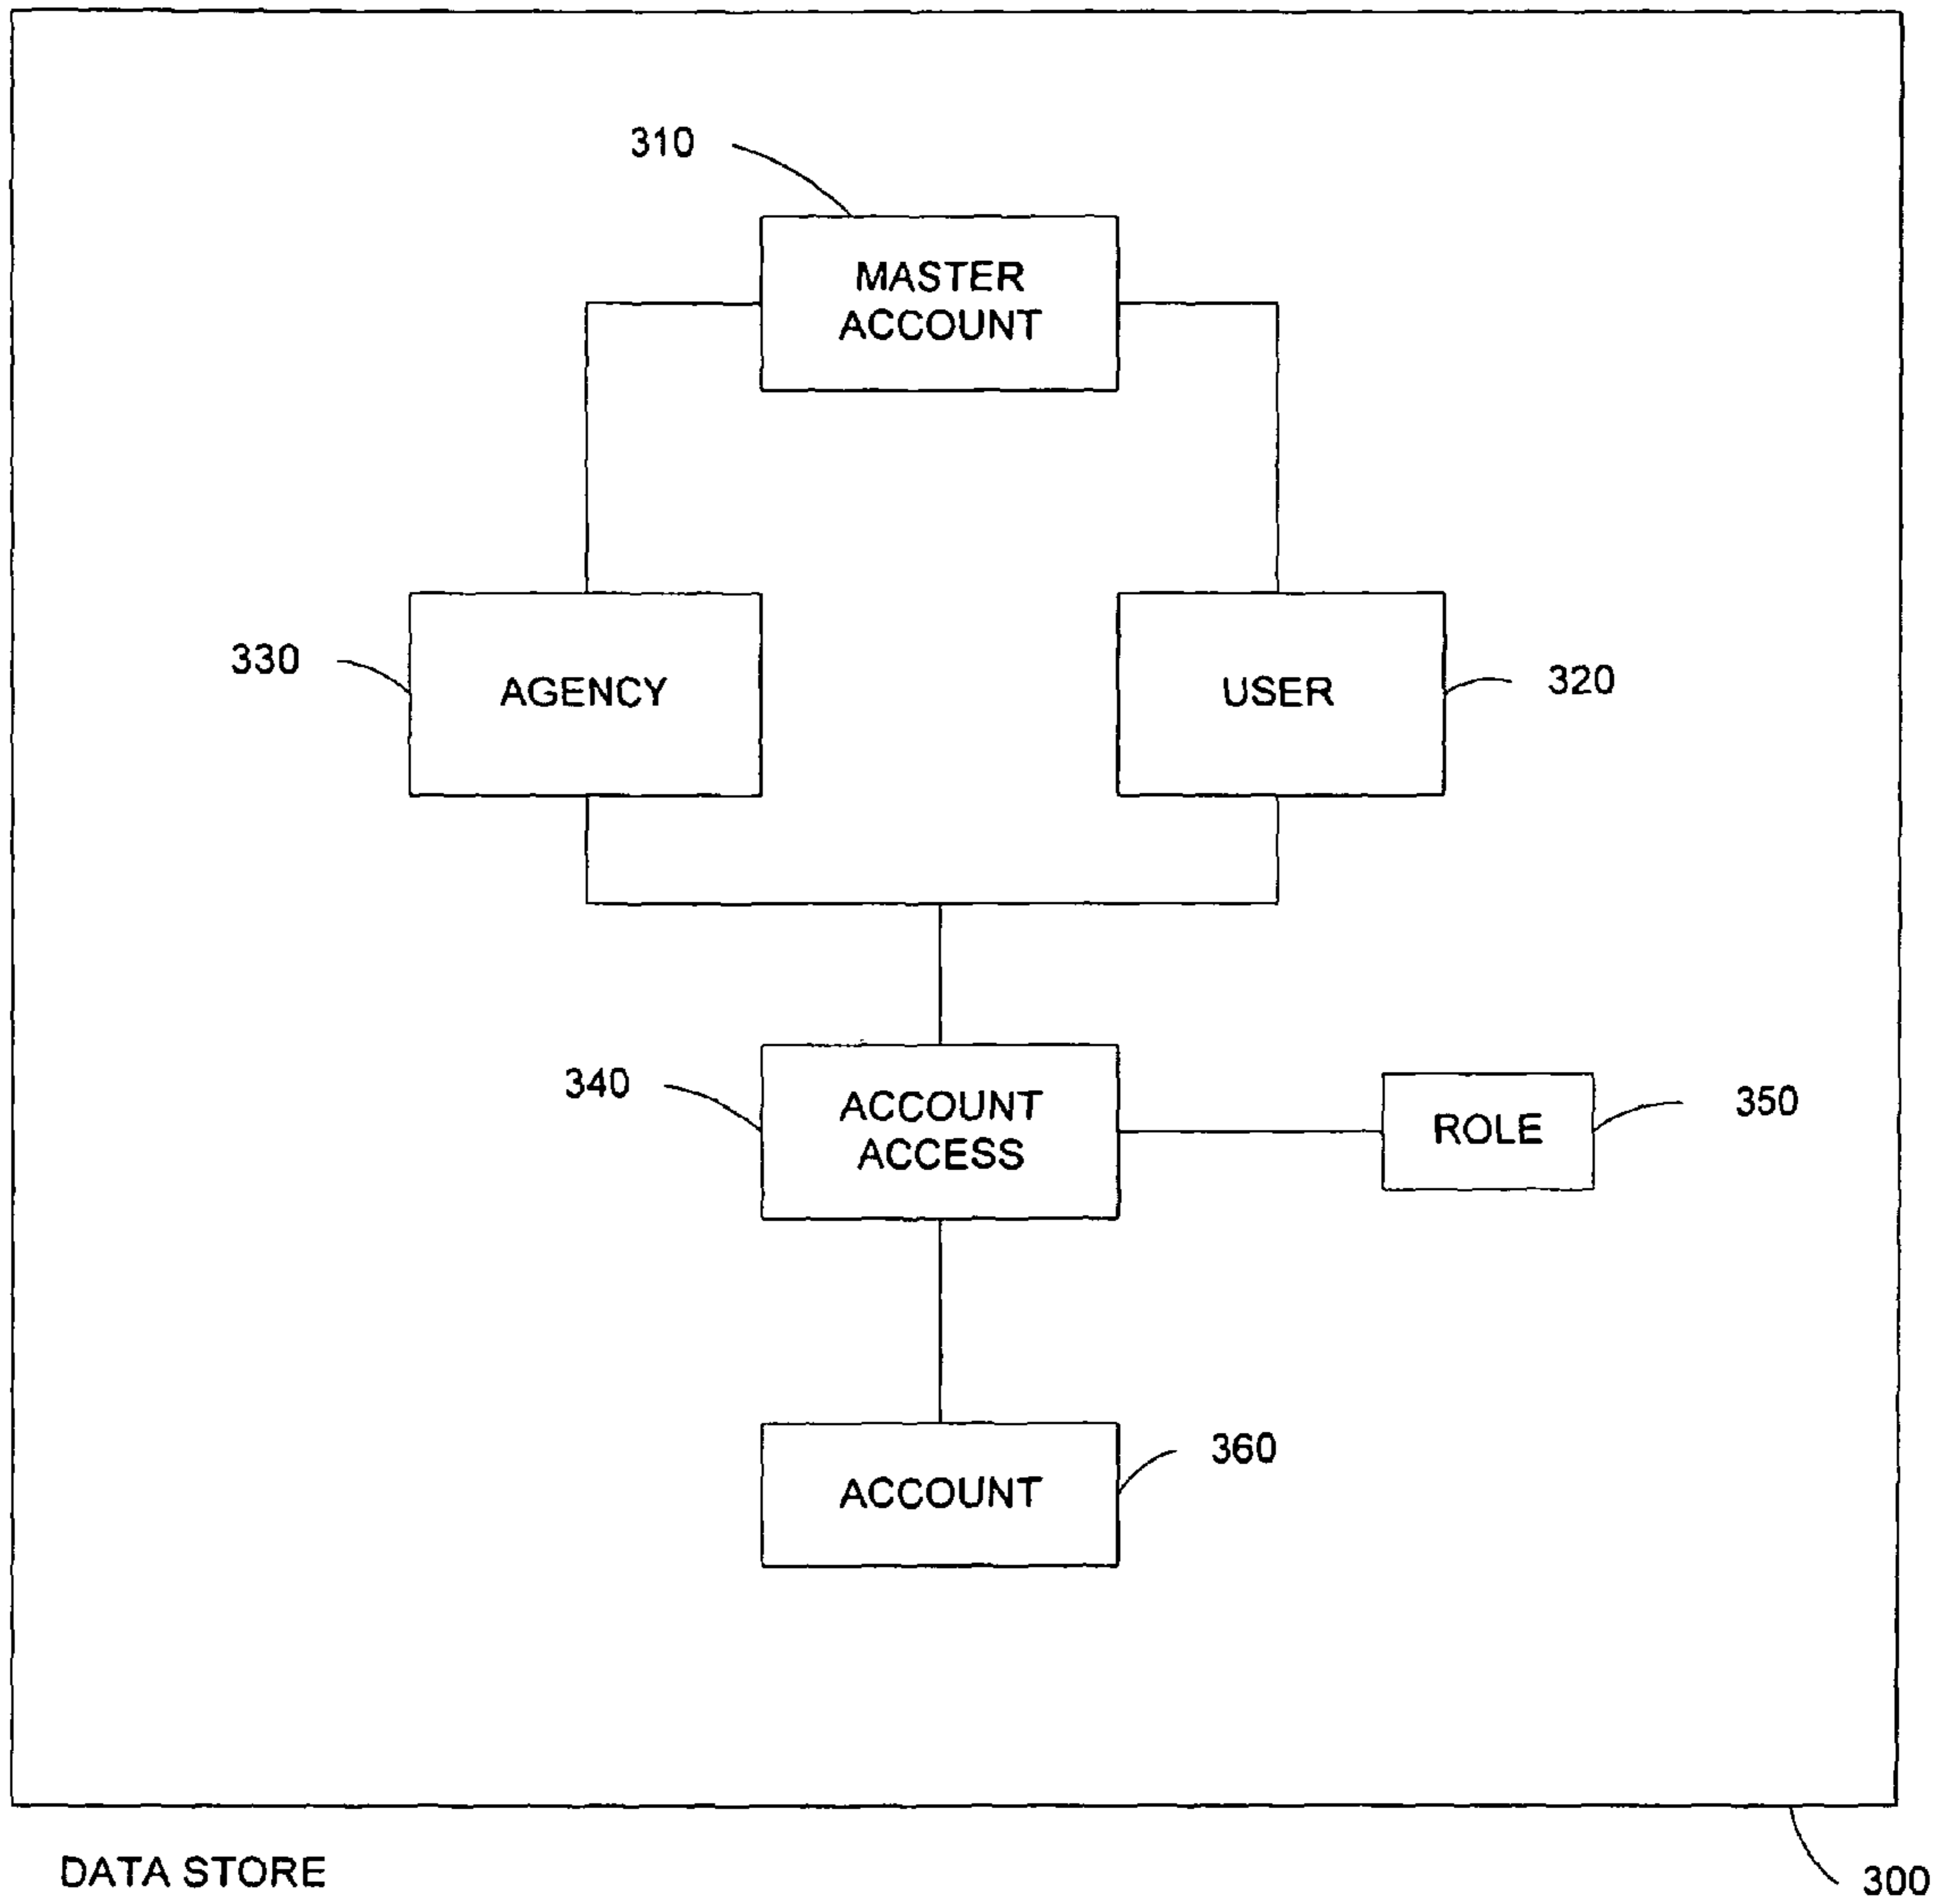 310
MASTER
ACCOUNT
330
AGENCY
USER
320
340
ACCOUNT
ACCESS
ROLE
350
ACCOUNT
360
DATA STORE
300